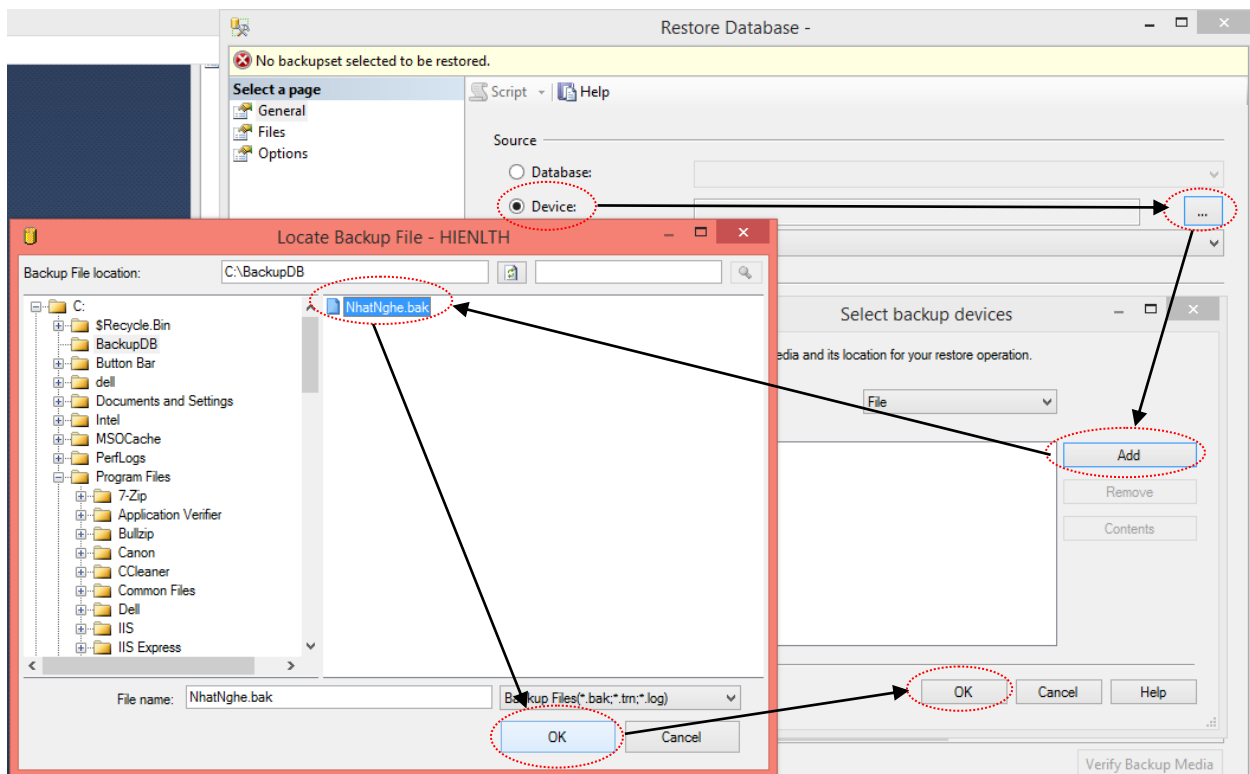 Restore Database -
No backupset selected to be restored.
Select a page
General
Files
Options
Script
Help
Source
Database:
Device:
...
Locate Backup File - HIENLTH
Backup File location:
C:\BackupDB
C:
$Recycle.Bin
BackupDB
Button Bar
dell
Documents and Settings
Intel
MSOCache
PerfLogs
Program Files
7-Zip
Application Verifier
Bullzip
Canon
CCleaner
Common Files
Dell
IIS
IIS Express
NhatNghe.bak
File name:
NhatNghe.bak
Backup Files(*.bak;*.trn;*.log)
OK
Cancel
Select backup devices
edia and its location for your restore operation.
File
Add
Remove
Contents
OK
Cancel
Help
Verify Backup Media